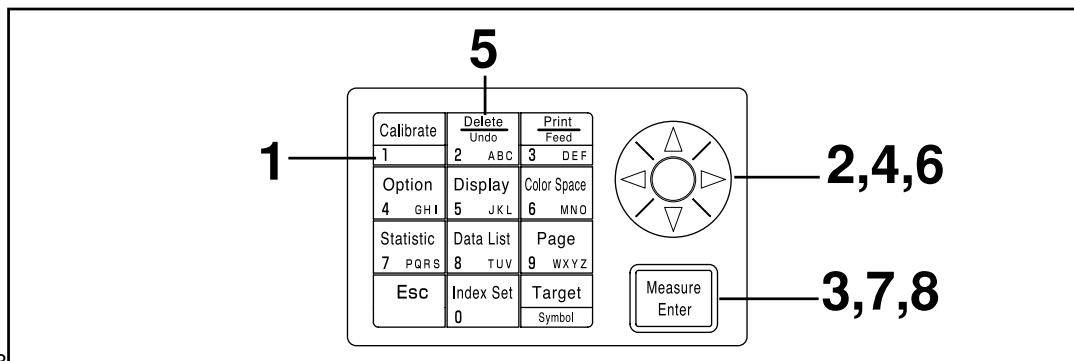 5
Calibrate Delete Print
Undo Feed
1 2 ABC 3 DEF
1
2,4,6
Option Display Color Space
4 GHI 5 JKL 6 MNO
Statistic Data List Page
7 PQRS 8 TUV 9 WXYZ
Esc Index Set Target
0 Symbol
Measure
Enter
3,7,8